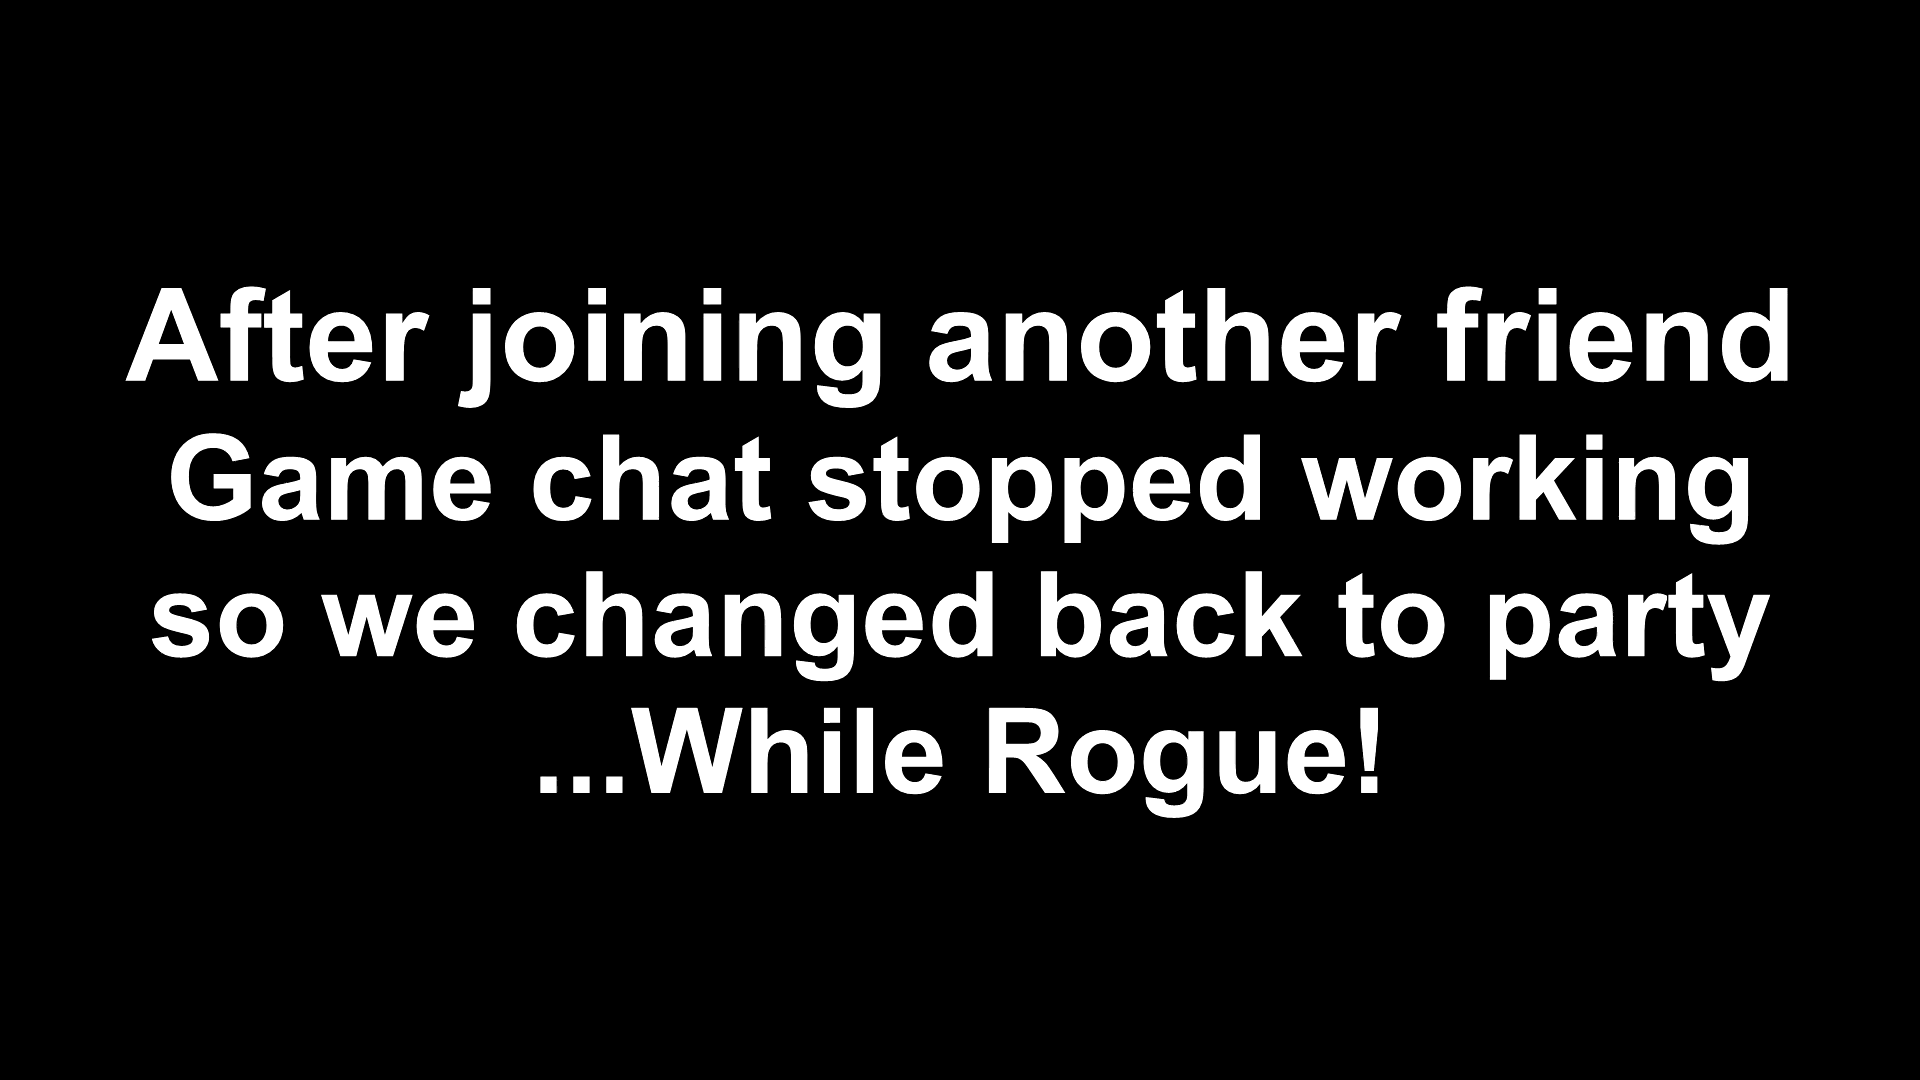 After joining another friend
Game chat stopped working
so we changed back to party
...While Rogue!